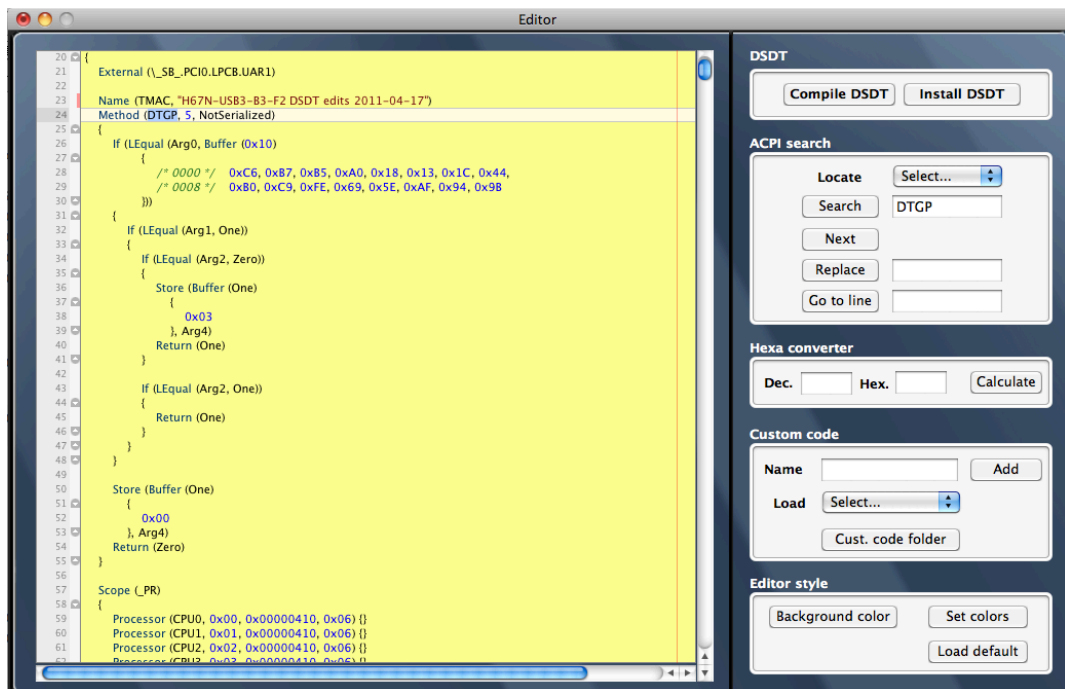 Editor
20 {
21 External (\_SB_.PCI0.LPCB.UAR1)
22
23 Name (TMAC, "H67N-USB3-B3-F2 DSDT edits 2011-04-17")
24 Method (DTGP, 5, NotSerialized)
25 {
26 If (LEqual (Arg0, Buffer (0x10)
27 {
28 /* 0000 */ 0xC6, 0xB7, 0xB5, 0xA0, 0x18, 0x13, 0x1C, 0x44,
29 /* 0008 */ 0xB0, 0xC9, 0xFE, 0x69, 0x5E, 0xAF, 0x94, 0x9B
30 }))
31 {
32 If (LEqual (Arg1, One))
33 {
34 If (LEqual (Arg2, Zero))
35 {
36 Store (Buffer (One)
37 {
38 0x03
39 }, Arg4)
40 Return (One)
41 }
42
43 If (LEqual (Arg2, One))
44 {
45 Return (One)
46 }
47 }
48 }
49
50 Store (Buffer (One)
51 {
52 0x00
53 }, Arg4)
54 Return (Zero)
55 }
56
57 Scope (_PR)
58 {
59 Processor (CPU0, 0x00, 0x00000410, 0x06) {}
60 Processor (CPU1, 0x01, 0x00000410, 0x06) {}
61 Processor (CPU2, 0x02, 0x00000410, 0x06) {}
62 Processor (CPU3, 0x03, 0x00000410, 0x06) {}
DSDT
Compile DSDT Install DSDT
ACPI search
Locate Select...
Search DTGP
Next
Replace
Go to line
Hexa converter
Dec. Hex. Calculate
Custom code
Name Add
Load Select...
Cust. code folder
Editor style
Background color Set colors
Load default